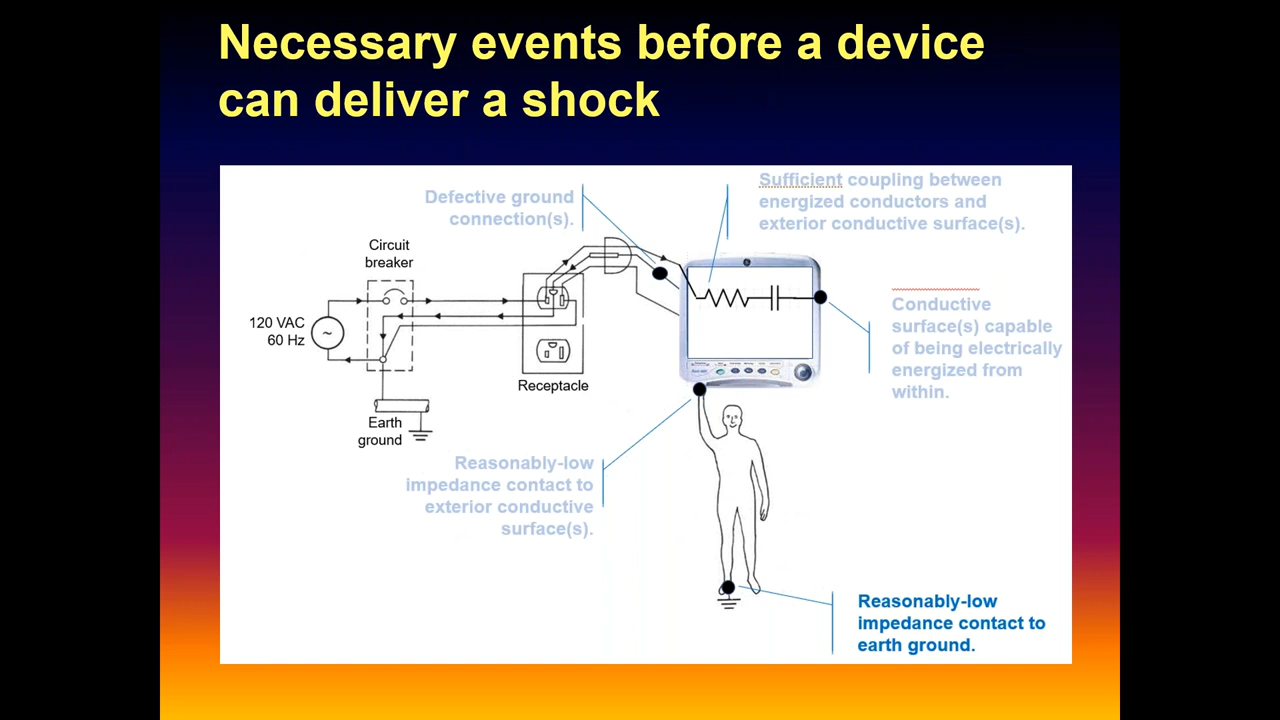 Necessary events before a device
can deliver a shock
Defective ground
connection(s).
Sufficient coupling between
energized conductors and
exterior conductive surface(s).
Circuit
breaker
120 VAC
60 Hz
Receptacle
Conductive
surface(s) capable
of being electrically
energized from
within.
Earth
ground
Reasonably-low
impedance contact to
exterior conductive
surface(s).
Reasonably-low
impedance contact to
earth ground.